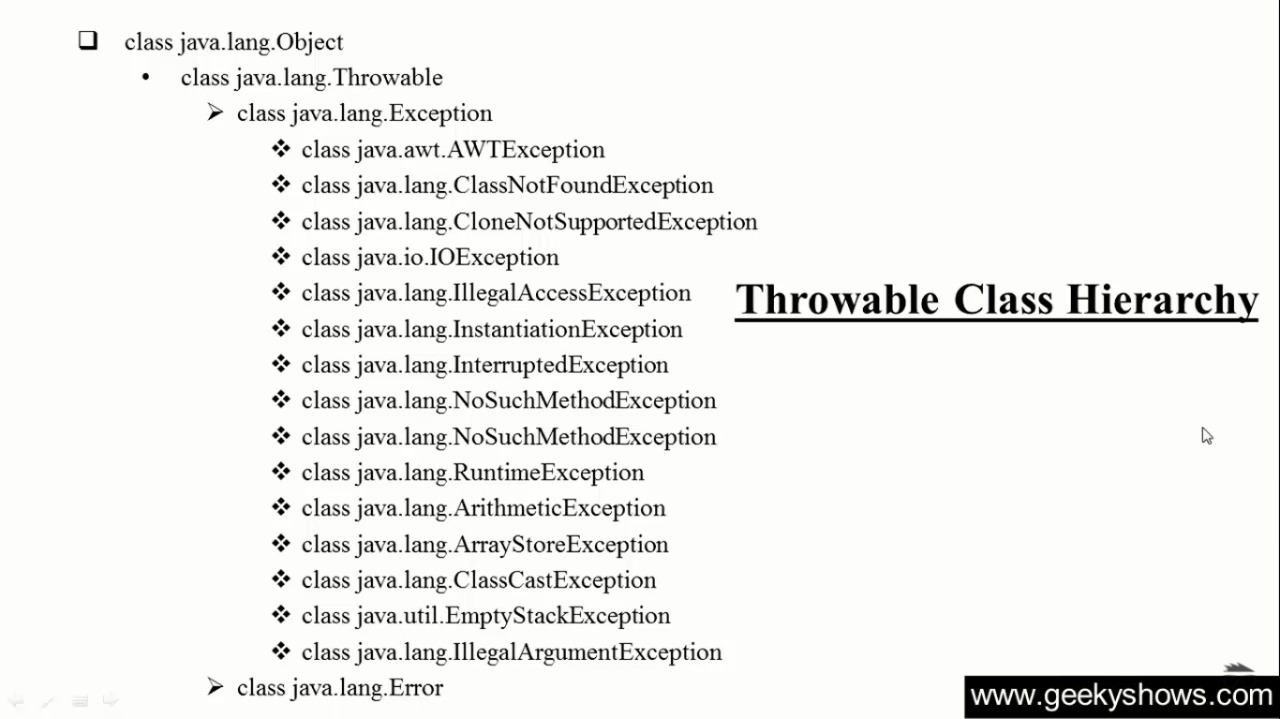 class java.lang.Object
class java.lang.Throwable
class java.lang.Exception
class java.awt.AWTException
class java.lang.ClassNotFoundException
class java.lang.CloneNotSupportedException
class java.io.IOException
class java.lang.IllegalAccessException
Throwable Class Hierarchy
class java.lang.InstantiationException
class java.lang.InterruptedException
class java.lang.NoSuchMethodException
class java.lang.NoSuchMethodException
class java.lang.RuntimeException
class java.lang.ArithmeticException
class java.lang.ArrayStoreException
class java.lang.ClassCastException
class java.util.EmptyStackException
class java.lang.IllegalArgumentException
class java.lang.Error
www.geekyshows.com